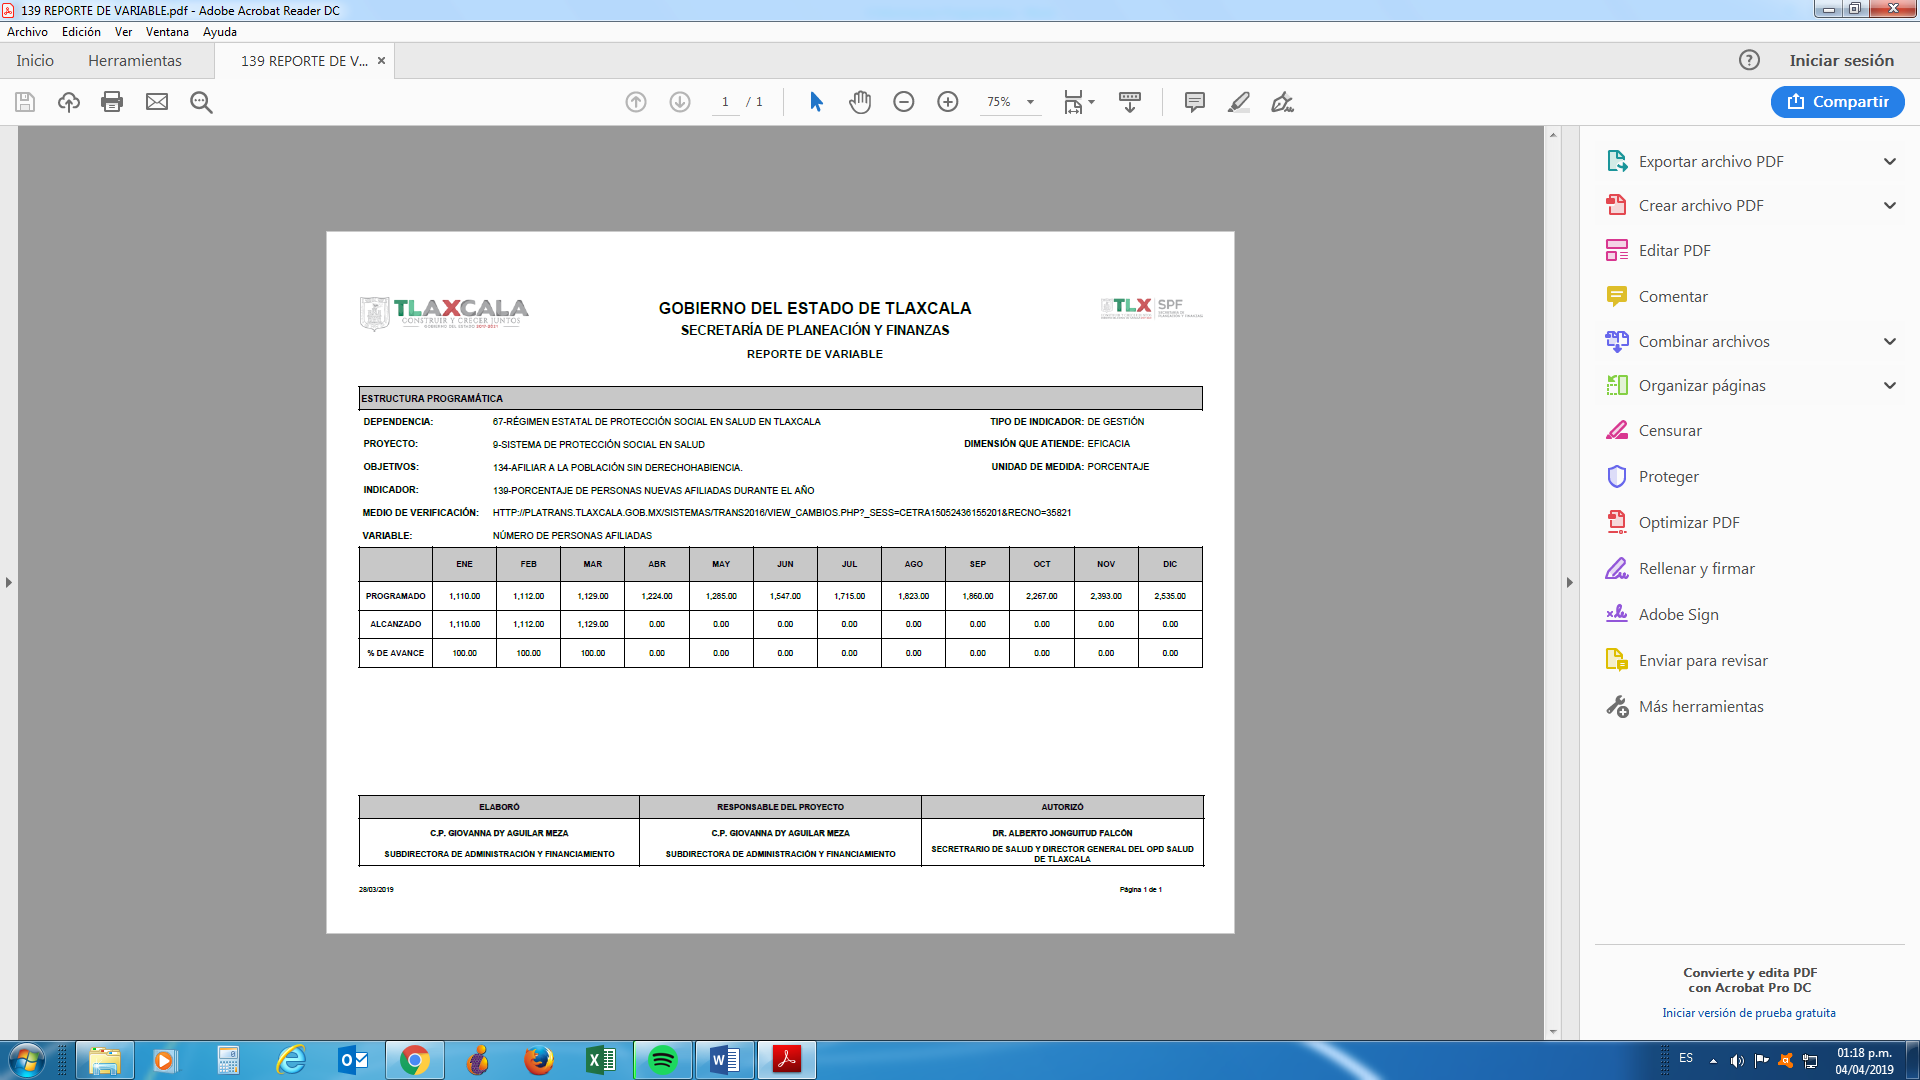 139 REPORTE DE VARIABLE.pdf - Adobe Acrobat Reader DC
Archivo Edición Ver Ventana Ayuda
Inicio Herramientas 139 REPORTE DE V... × Iniciar sesión
1 / 1 75% Compartir
Exportar archivo PDF
Crear archivo PDF
Editar PDF
Comentar
Combinar archivos
Organizar páginas
Censurar
Proteger
Optimizar PDF
Rellenar y firmar
Adobe Sign
Enviar para revisar
Más herramientas
Convierte y edita PDF
con Acrobat Pro DC
Iniciar versión de prueba gratuita
TLAXCALA
CONSTRUIR Y CRECER JUNTOS
GOBIERNO DEL ESTADO 2017-2021
GOBIERNO DEL ESTADO DE TLAXCALA
SECRETARÍA DE PLANEACIÓN Y FINANZAS
REPORTE DE VARIABLE
TLX SPF
ESTRUCTURA PROGRAMÁTICA
DEPENDENCIA: 67-RÉGIMEN ESTATAL DE PROTECCIÓN SOCIAL EN SALUD EN TLAXCALA TIPO DE INDICADOR: DE GESTIÓN
PROYECTO: 9-SISTEMA DE PROTECCIÓN SOCIAL EN SALUD DIMENSIÓN QUE ATIENDE: EFICACIA
OBJETIVOS: 134-AFILIAR A LA POBLACIÓN SIN DERECHOHABIENCIA. UNIDAD DE MEDIDA: PORCENTAJE
INDICADOR: 139-PORCENTAJE DE PERSONAS NUEVAS AFILIADAS DURANTE EL AÑO
MEDIO DE VERIFICACIÓN: HTTP://PLATRANS.TLAXCALA.GOB.MX/SISTEMAS/TRANS2016/VIEW_CAMBIOS.PHP?_SESS=CETRA15052436155201&RECNO=35821
VARIABLE: NÚMERO DE PERSONAS AFILIADAS
ENE FEB MAR ABR MAY JUN JUL AGO SEP OCT NOV DIC
PROGRAMADO 1,110.00 1,112.00 1,129.00 1,224.00 1,285.00 1,547.00 1,715.00 1,823.00 1,860.00 2,267.00 2,393.00 2,535.00
ALCANZADO 1,110.00 1,112.00 1,129.00 0.00 0.00 0.00 0.00 0.00 0.00 0.00 0.00 0.00
% DE AVANCE 100.00 100.00 100.00 0.00 0.00 0.00 0.00 0.00 0.00 0.00 0.00 0.00
ELABORÓ RESPONSABLE DEL PROYECTO AUTORIZÓ
C.P. GIOVANNA DY AGUILAR MEZA C.P. GIOVANNA DY AGUILAR MEZA DR. ALBERTO JONGUITUD FALCÓN
SUBDIRECTORA DE ADMINISTRACIÓN Y FINANCIAMIENTO SUBDIRECTORA DE ADMINISTRACIÓN Y FINANCIAMIENTO SECRETRARIO DE SALUD Y DIRECTOR GENERAL DEL OPD SALUD
DE TLAXCALA
28/03/2019 Página 1 de 1
ES 01:18 p.m.
04/04/2019